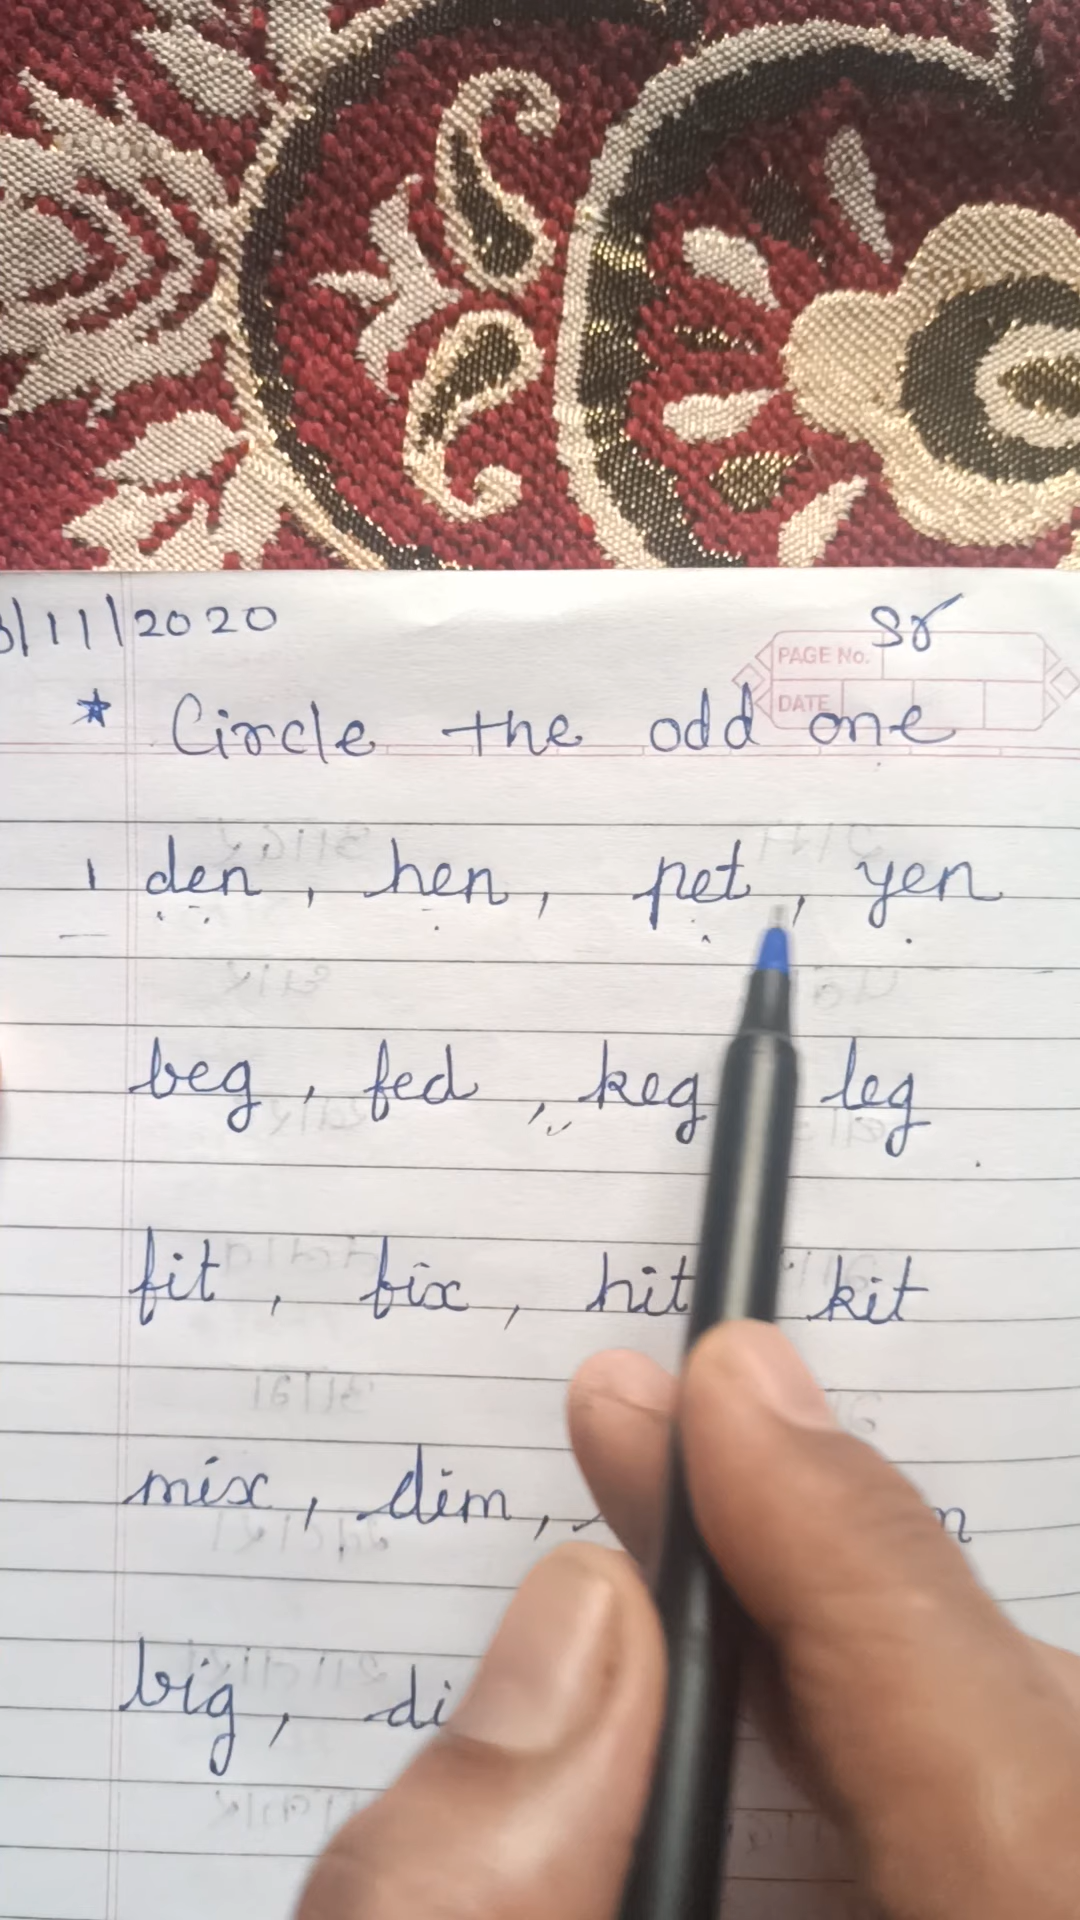 /11/2020 Sr
PAGE No.
DATE
* Circle the odd one
1 den , hen , pet , yen
beg , fed , keg leg
fit , fix , hit kit
mix , dim ,
big ,